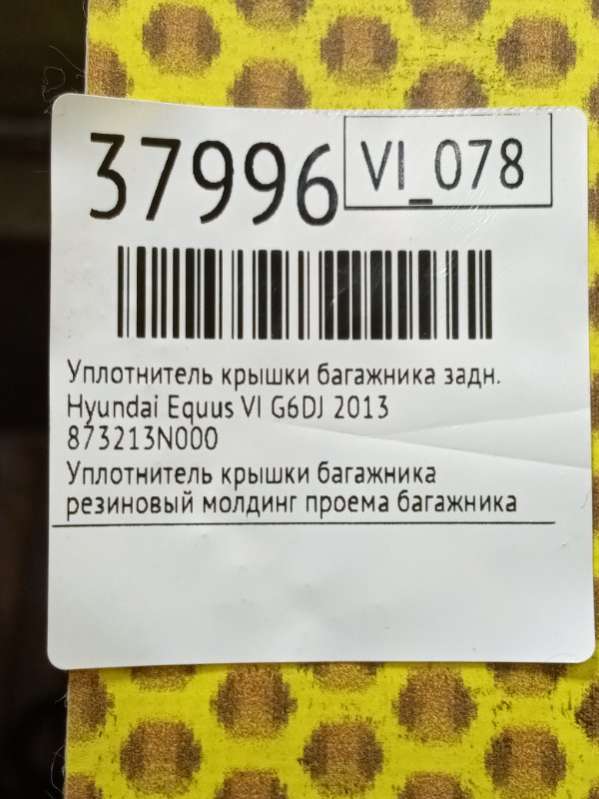 37996
VI_078
Уплотнитель крышки багажника задн.
Hyundai Equus VI G6DJ 2013
873213N000
Уплотнитель крышки багажника
резиновый молдинг проема багажника